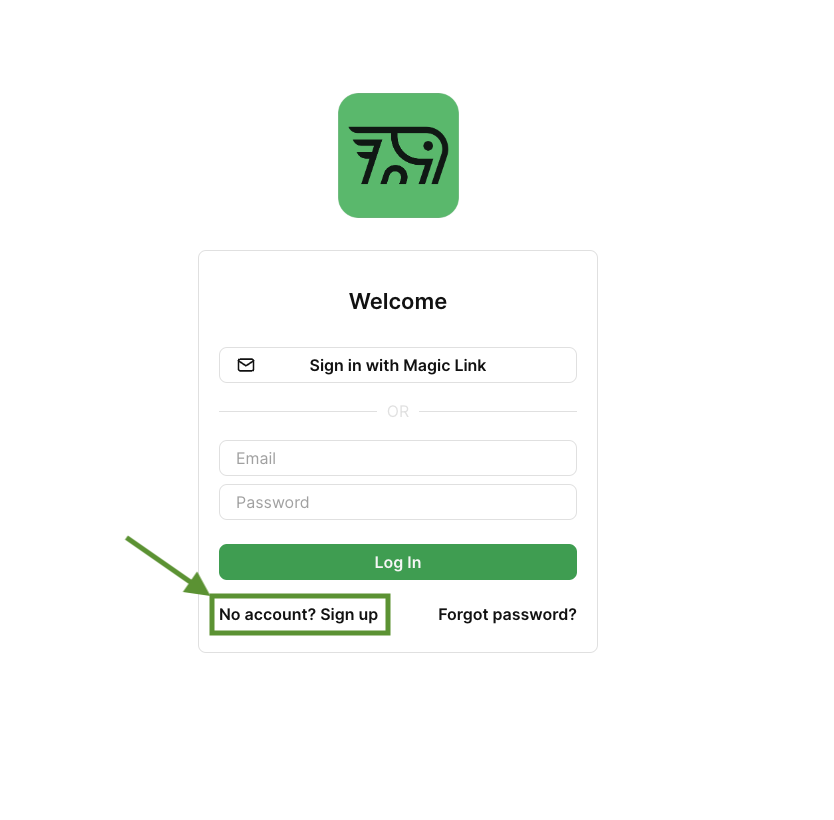 Welcome
Sign in with Magic Link
OR
Email
Password
Log In
No account? Sign up
Forgot password?